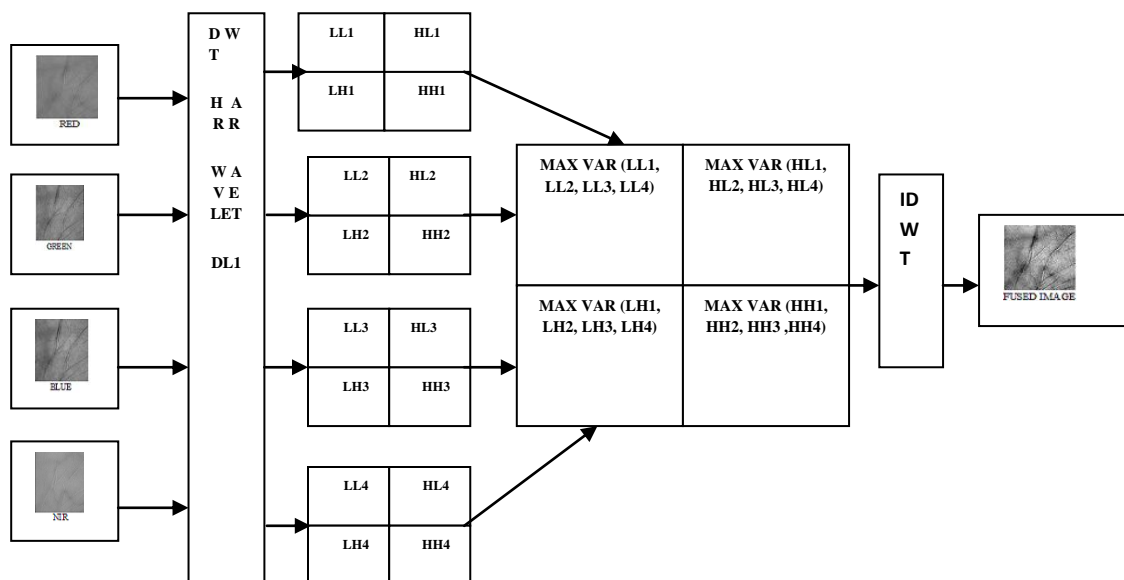 RED
GREEN
BLUE
NIR
D W
T
H A
R R
W A
V E
LET
DL1
LL1 HL1
LH1 HH1
LL2 HL2
LH2 HH2
LL3 HL3
LH3 HH3
LL4 HL4
LH4 HH4
MAX VAR (LL1,
LL2, LL3, LL4)
MAX VAR (HL1,
HL2, HL3, HL4)
MAX VAR (LH1,
LH2, LH3, LH4)
MAX VAR (HH1,
HH2, HH3 ,HH4)
ID
W
T
FUSED IMAGE